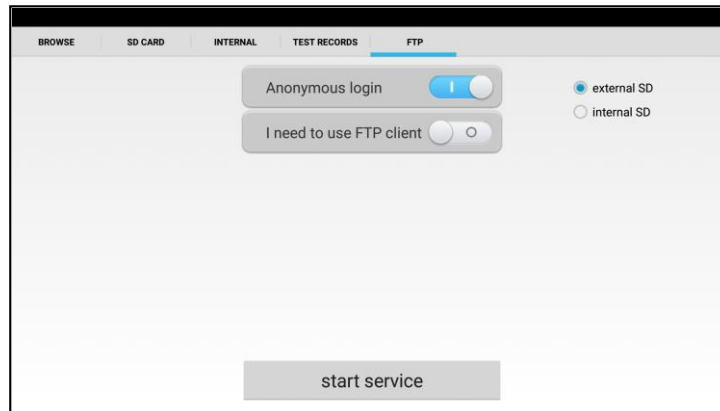 BROWSE SD CARD INTERNAL TEST RECORDS FTP
Anonymous login
external SD
internal SD
I need to use FTP client
start service